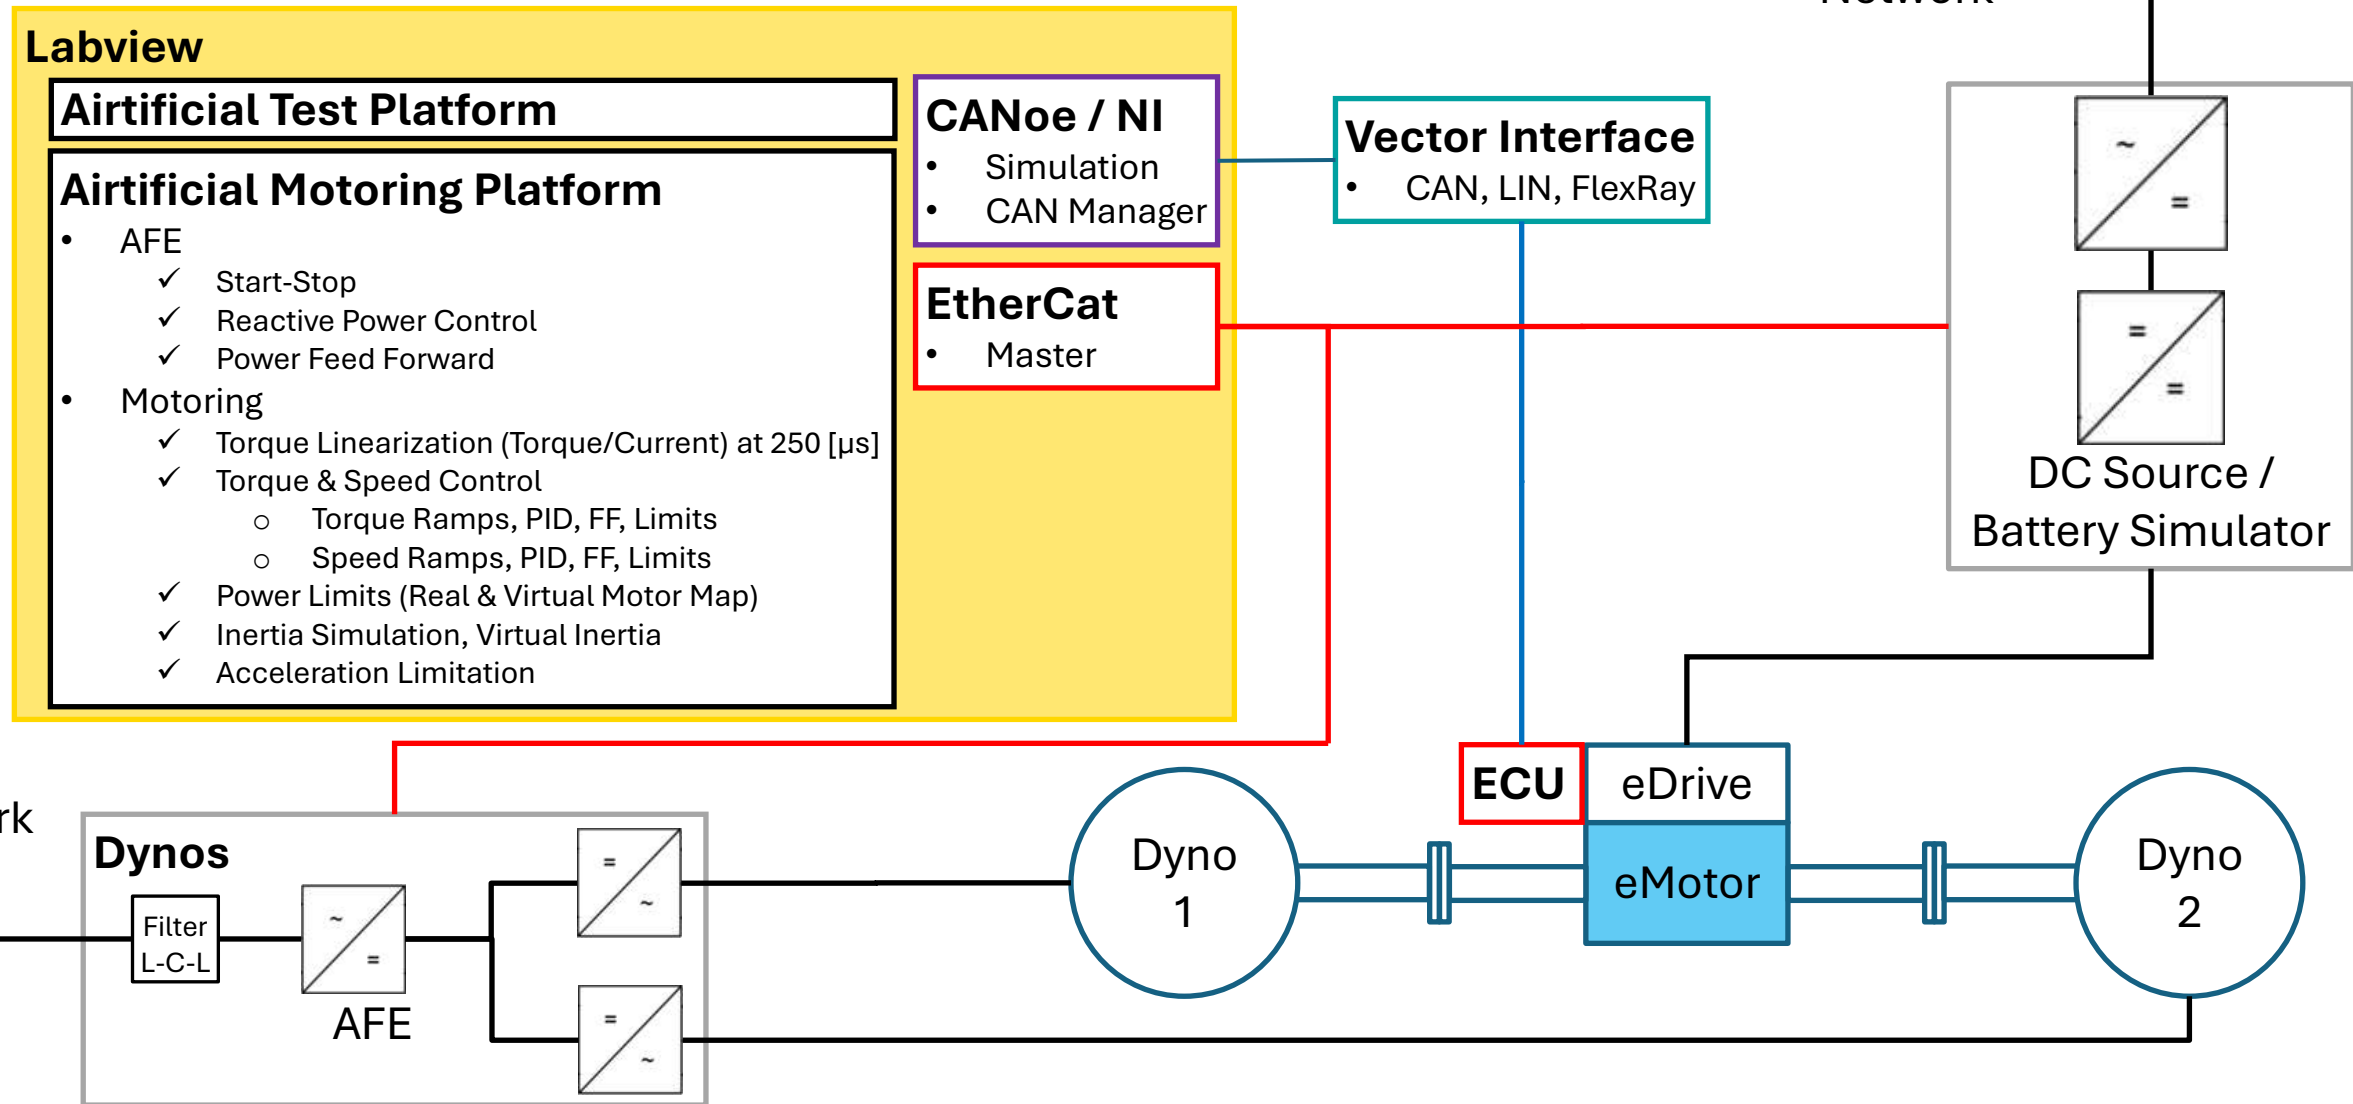 Labview
Airtificial Test Platform
Airtificial Motoring Platform
• AFE
✓ Start-Stop
✓ Reactive Power Control
✓ Power Feed Forward
• Motoring
✓ Torque Linearization (Torque/Current) at 250 [µs]
✓ Torque & Speed Control
o Torque Ramps, PID, FF, Limits
o Speed Ramps, PID, FF, Limits
✓ Power Limits (Real & Virtual Motor Map)
✓ Inertia Simulation, Virtual Inertia
✓ Acceleration Limitation
CANoe / NI
• Simulation
• CAN Manager
EtherCat
• Master
Vector Interface
• CAN, LIN, FlexRay
Network
~
=
=
=
DC Source /
Battery Simulator
rk
Dynos
Filter
L-C-L
~
=
AFE
=
~
=
~
Dyno
1
ECU
eDrive
eMotor
Dyno
2